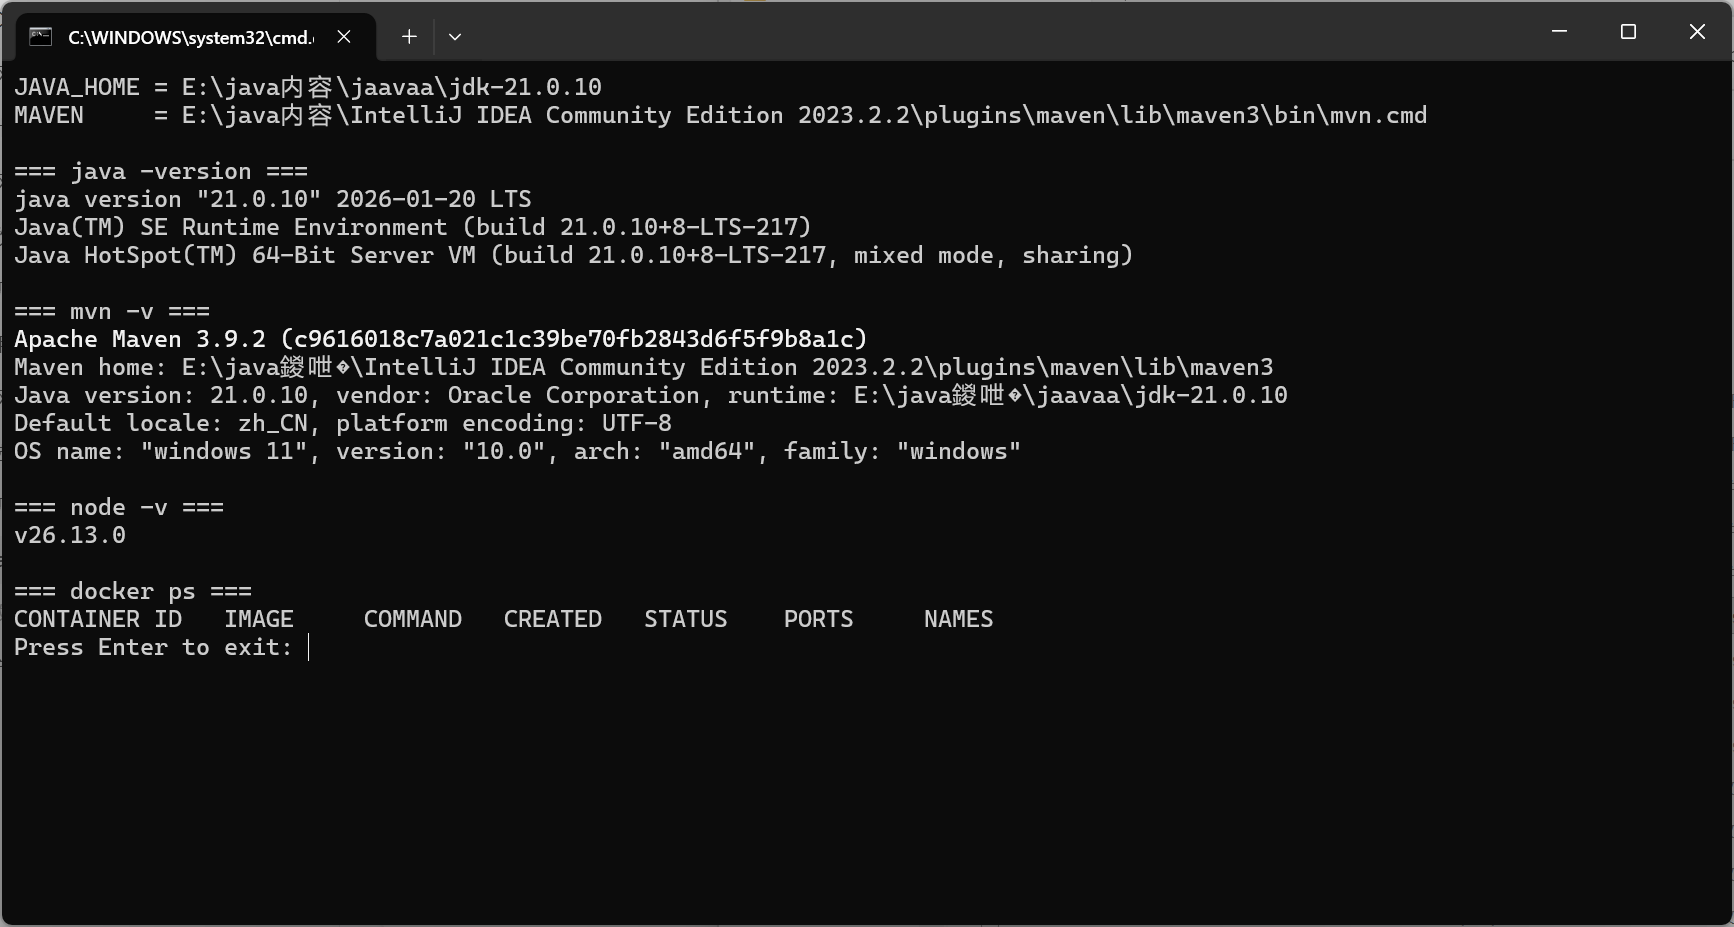 C:\WINDOWS\system32\cmd.
JAVA_HOME = E:\java内容\jaavaa\jdk-21.0.10
MAVEN     = E:\java内容\IntelliJ IDEA Community Edition 2023.2.2\plugins\maven\lib\maven3\bin\mvn.cmd
=== java -version ===
java version "21.0.10" 2026-01-20 LTS
Java(TM) SE Runtime Environment (build 21.0.10+8-LTS-217)
Java HotSpot(TM) 64-Bit Server VM (build 21.0.10+8-LTS-217, mixed mode, sharing)
=== mvn -v ===
Apache Maven 3.9.2 (c9616018c7a021c1c39be70fb2843d6f5f9b8a1c)
Maven home: E:\java鍐呭�\IntelliJ IDEA Community Edition 2023.2.2\plugins\maven\lib\maven3
Java version: 21.0.10, vendor: Oracle Corporation, runtime: E:\java鍐呭�\jaavaa\jdk-21.0.10
Default locale: zh_CN, platform encoding: UTF-8
OS name: "windows 11", version: "10.0", arch: "amd64", family: "windows"
=== node -v ===
v26.13.0
=== docker ps ===
CONTAINER ID   IMAGE     COMMAND   CREATED   STATUS    PORTS     NAMES
Press Enter to exit: